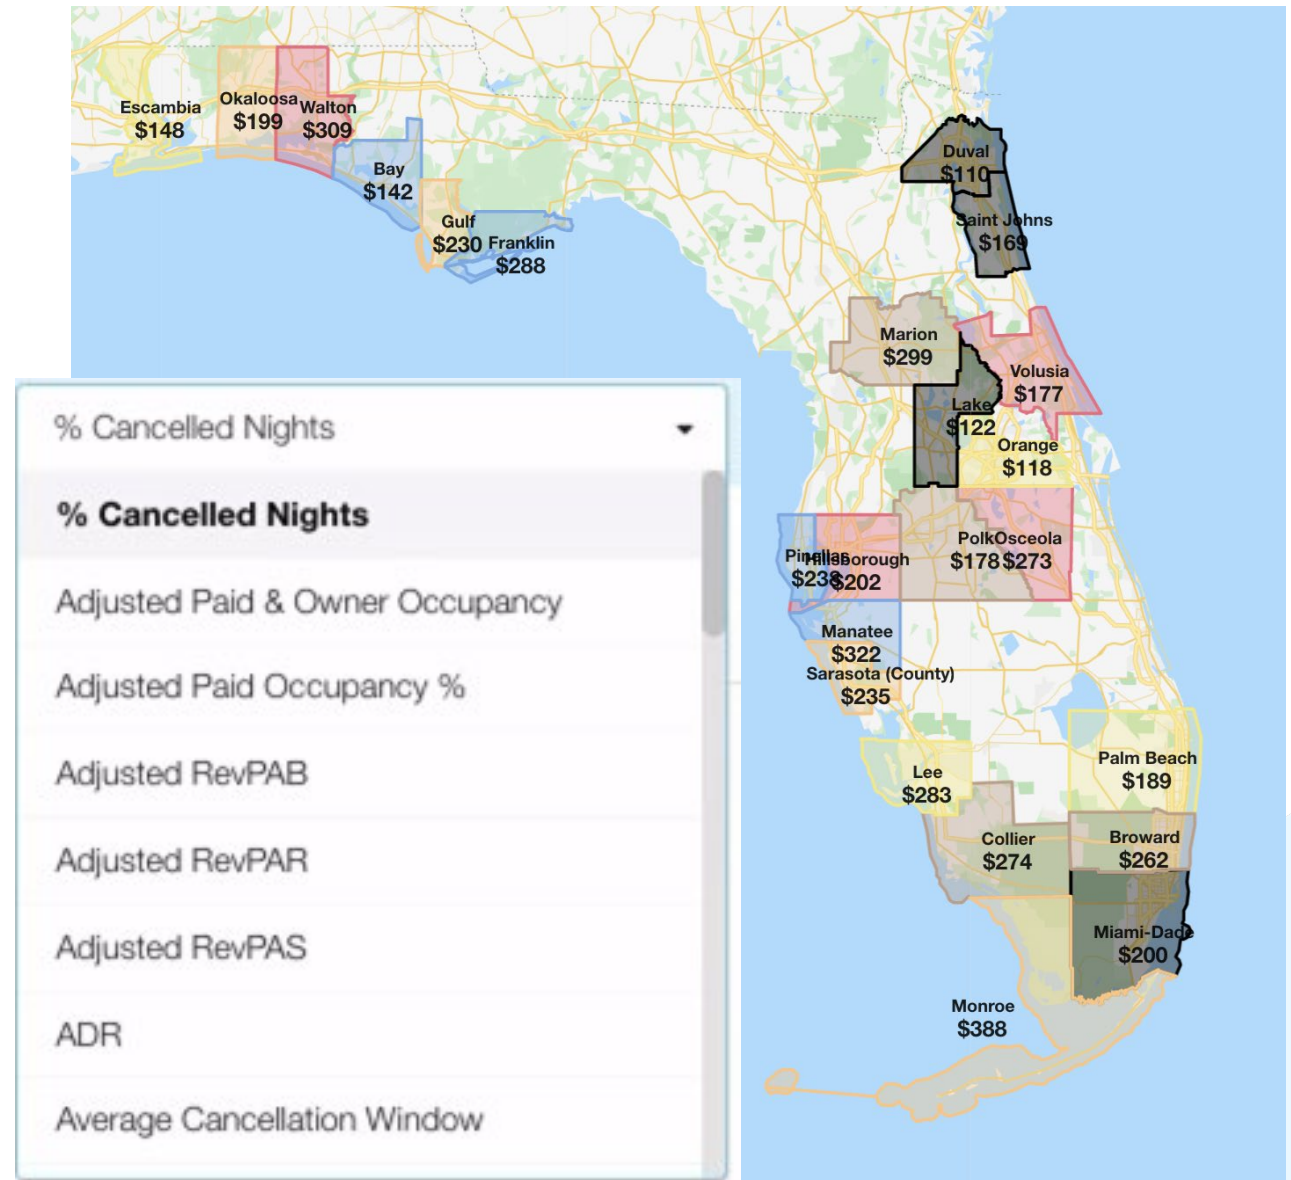 Escambia
$148
Okaloosa
$199
Walton
$309
Bay
$142
Gulf
$230
Franklin
$288
Duval
$110
Saint Johns
$169
Marion
$299
Volusia
$177
Lake
$122
Orange
$118
Polk
$178
Osceola
$273
Pinellas
$238
Hillsborough
$202
Manatee
$322
Sarasota (County)
$235
Lee
$283
Palm Beach
$189
Collier
$274
Broward
$262
Miami-Dade
$200
Monroe
$388
% Cancelled Nights
% Cancelled Nights
Adjusted Paid & Owner Occupancy
Adjusted Paid Occupancy %
Adjusted RevPAB
Adjusted RevPAR
Adjusted RevPAS
ADR
Average Cancellation Window